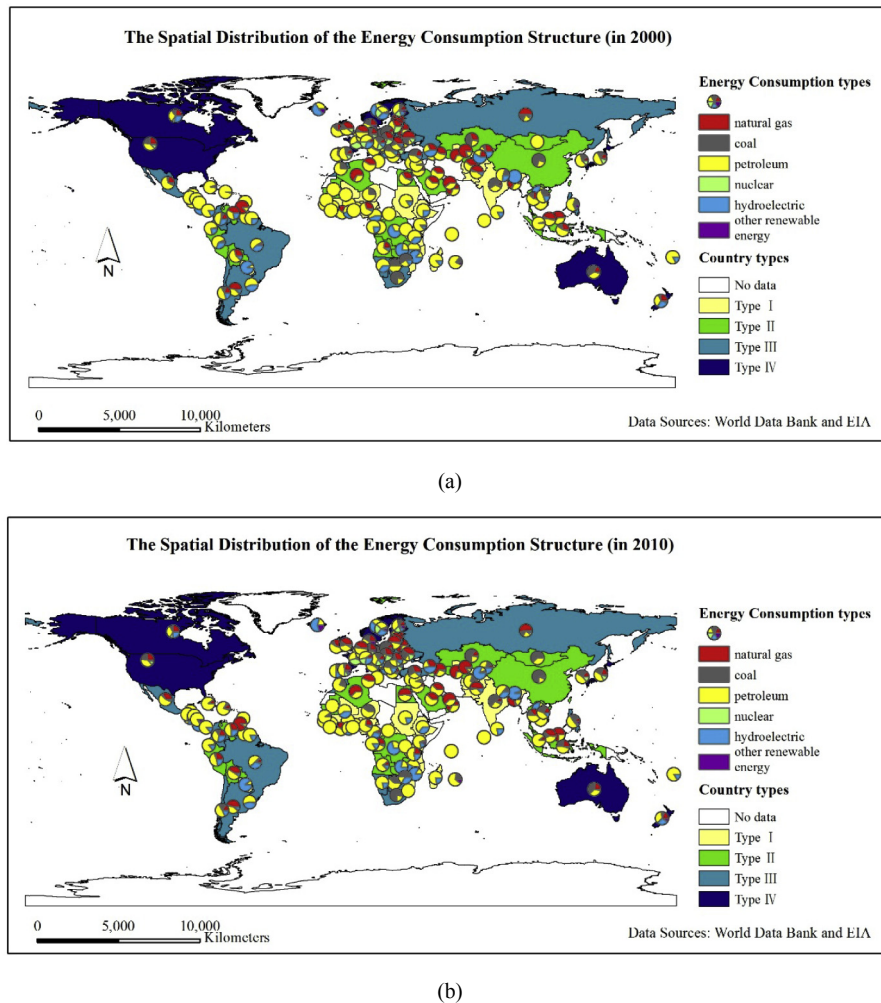 The Spatial Distribution of the Energy Consumption Structure (in 2000)
Energy Consumption types
natural gas
coal
petroleum
nuclear
hydroelectric
other renewable
energy
Country types
No data
Type Ⅰ
Type Ⅱ
Type Ⅲ
Type Ⅳ
N
0 5,000 10,000
Kilometers
Data Sources: World Data Bank and EIA
(a)
The Spatial Distribution of the Energy Consumption Structure (in 2010)
Energy Consumption types
natural gas
coal
petroleum
nuclear
hydroelectric
other renewable
energy
Country types
No data
Type Ⅰ
Type Ⅱ
Type Ⅲ
Type Ⅳ
N
0 5,000 10,000
Kilometers
Data Sources: World Data Bank and EIA
(b)